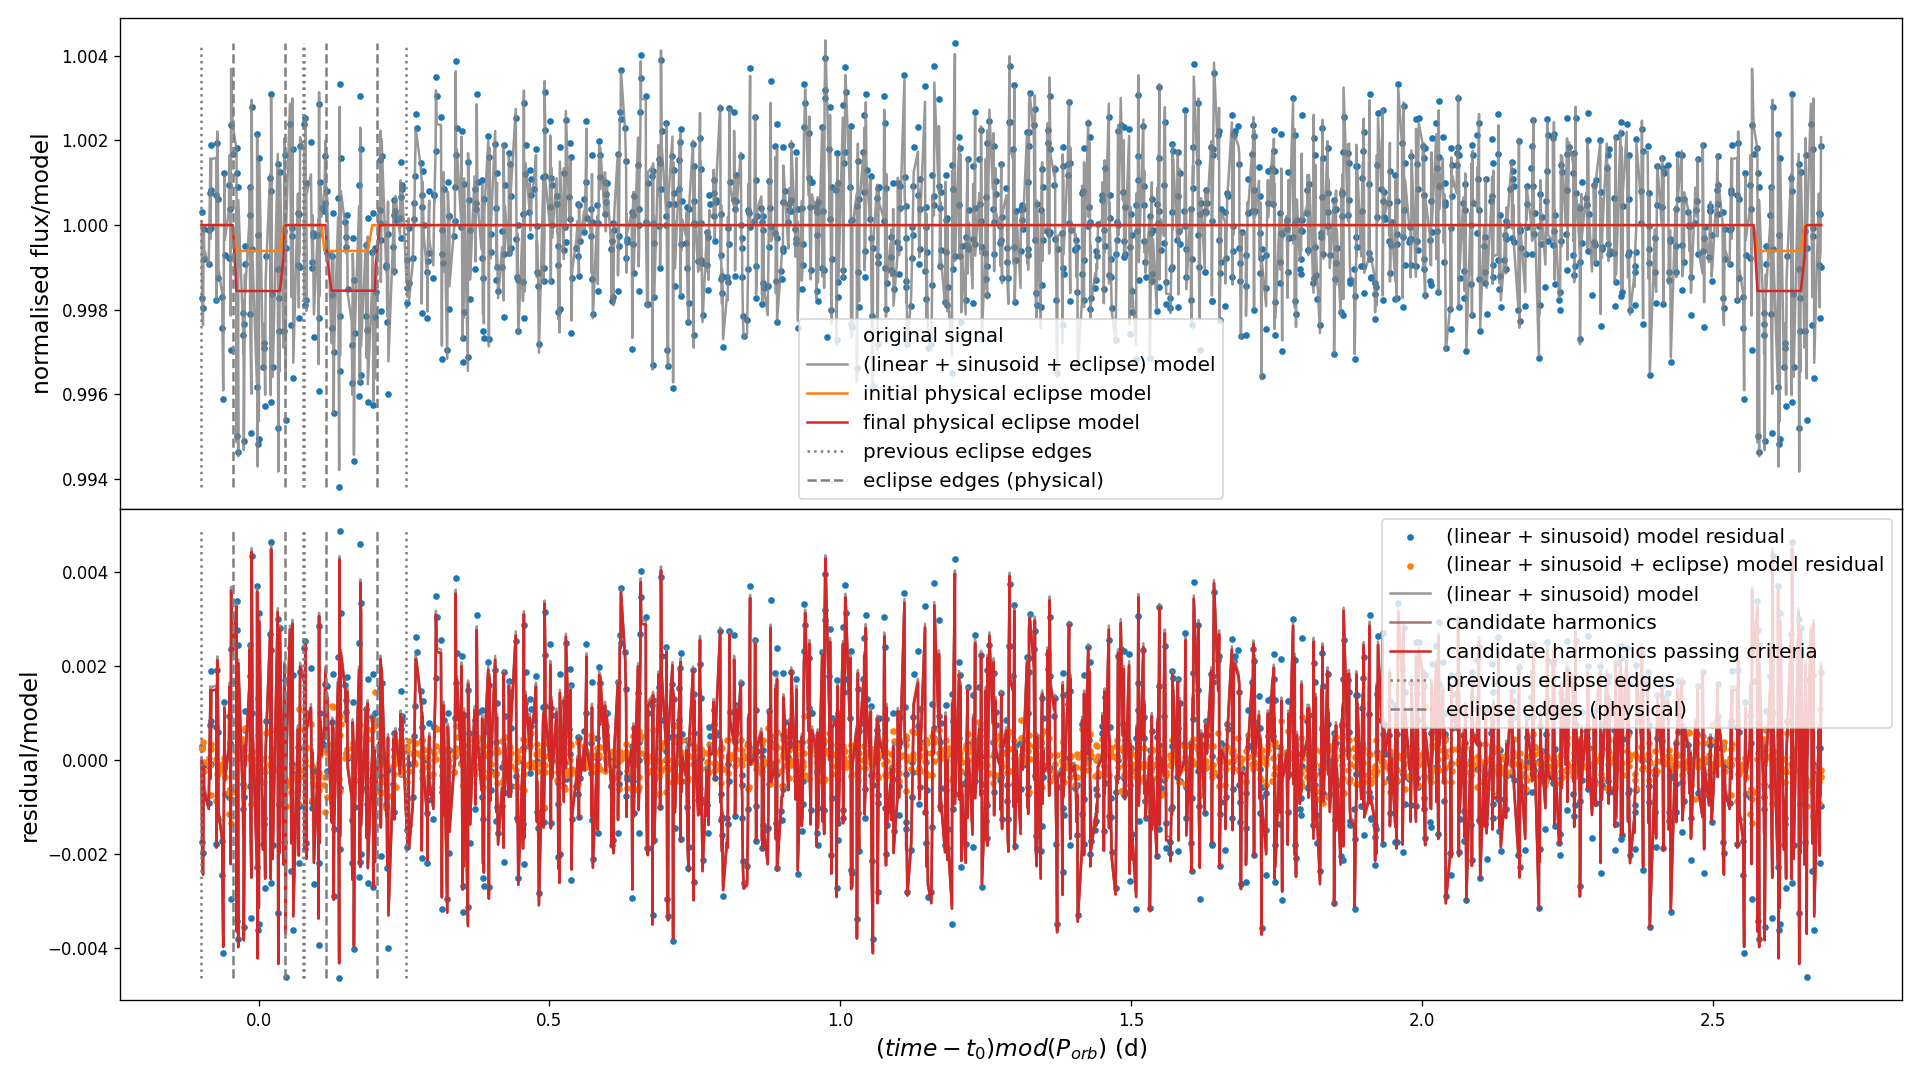 normalised flux/model
1.004
1.002
1.000
0.998
0.996
0.994
original signal
(linear + sinusoid + eclipse) model
initial physical eclipse model
final physical eclipse model
previous eclipse edges
eclipse edges (physical)
residual/model
0.004
0.002
0.000
−0.002
−0.004
(linear + sinusoid) model residual
(linear + sinusoid + eclipse) model residual
(linear + sinusoid) model
candidate harmonics
candidate harmonics passing criteria
previous eclipse edges
eclipse edges (physical)
0.0 0.5 1.0 1.5 2.0 2.5
(time − t₀)mod(Pₒᵣb) (d)